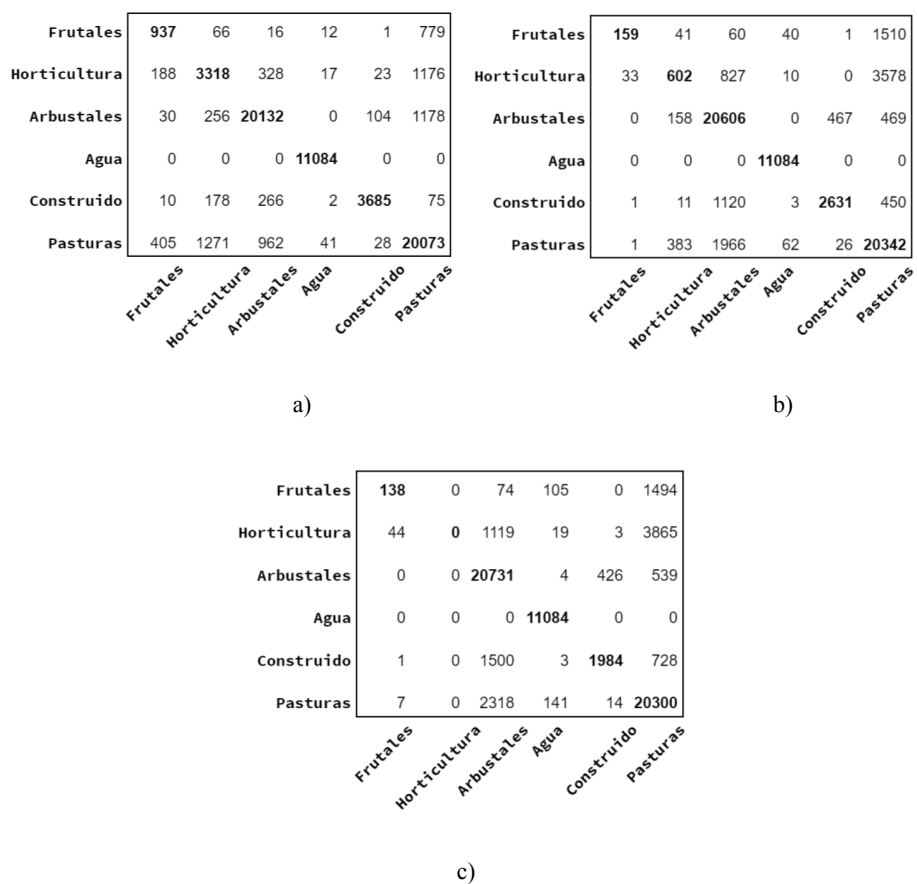 Frutales 937 66 16 12 1 779
Horticultura 188 3318 328 17 23 1176
Arbustales 30 256 20132 0 104 1178
Agua 0 0 0 11084 0 0
Construido 10 178 266 2 3685 75
Pasturas 405 1271 962 41 28 20073
Frutales Horticultura Arbustales Agua Construido Pasturas
a)
Frutales 159 41 60 40 1 1510
Horticultura 33 602 827 10 0 3578
Arbustales 0 158 20606 0 467 469
Agua 0 0 0 11084 0 0
Construido 1 11 1120 3 2631 450
Pasturas 1 383 1966 62 26 20342
Frutales Horticultura Arbustales Agua Construido Pasturas
b)
Frutales 138 0 74 105 0 1494
Horticultura 44 0 1119 19 3 3865
Arbustales 0 0 20731 4 426 539
Agua 0 0 0 11084 0 0
Construido 1 0 1500 3 1984 728
Pasturas 7 0 2318 141 14 20300
Frutales Horticultura Arbustales Agua Construido Pasturas
c)